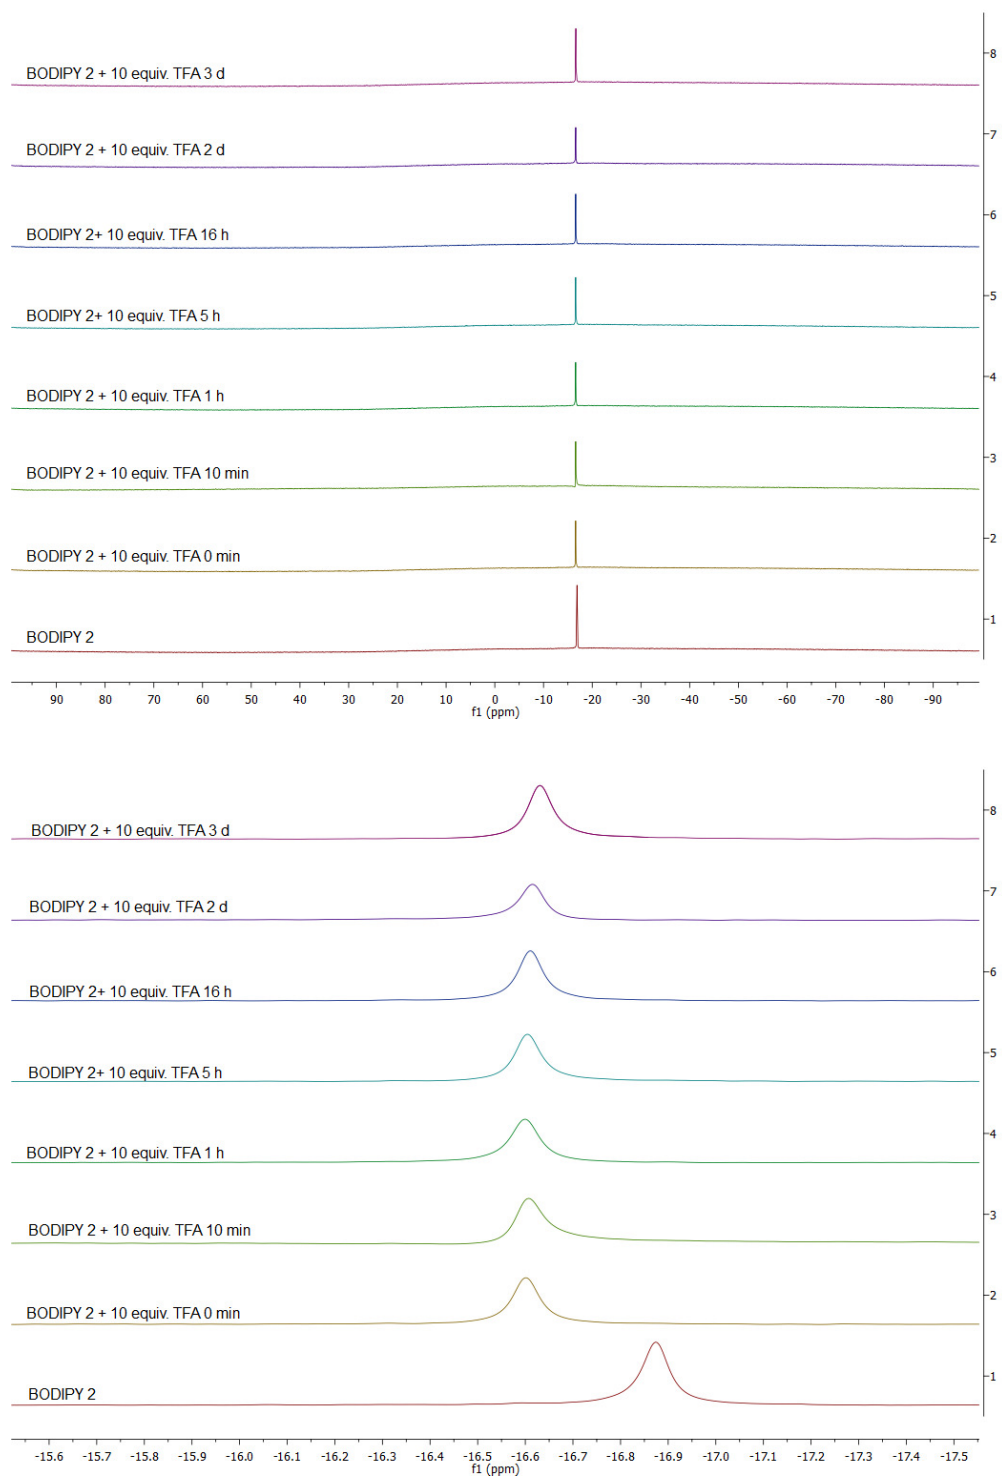 BODIPY 2 + 10 equiv. TFA 3 d
8
BODIPY 2 + 10 equiv. TFA 2 d
7
BODIPY 2+ 10 equiv. TFA 16 h
6
BODIPY 2+ 10 equiv. TFA 5 h
5
BODIPY 2 + 10 equiv. TFA 1 h
4
BODIPY 2 + 10 equiv. TFA 10 min
3
BODIPY 2 + 10 equiv. TFA 0 min
2
BODIPY 2
1
90 80 70 60 50 40 30 20 10 0 -10 -20 -30 -40 -50 -60 -70 -80 -90
f1 (ppm)
BODIPY 2 + 10 equiv. TFA 3 d
8
BODIPY 2 + 10 equiv. TFA 2 d
7
BODIPY 2+ 10 equiv. TFA 16 h
6
BODIPY 2+ 10 equiv. TFA 5 h
5
BODIPY 2 + 10 equiv. TFA 1 h
4
BODIPY 2 + 10 equiv. TFA 10 min
3
BODIPY 2 + 10 equiv. TFA 0 min
2
BODIPY 2
1
-15.6 -15.7 -15.8 -15.9 -16.0 -16.1 -16.2 -16.3 -16.4 -16.5 -16.6 -16.7 -16.8 -16.9 -17.0 -17.1 -17.2 -17.3 -17.4 -17.5
f1 (ppm)